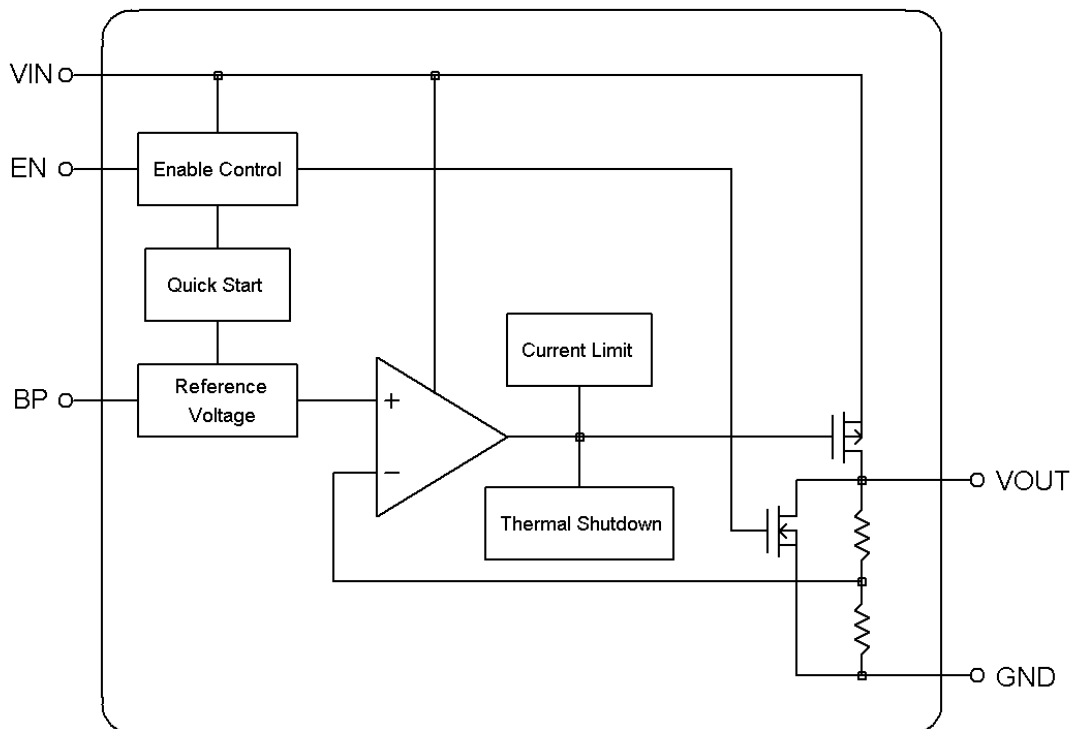 VIN
EN
Enable Control
Quick Start
BP
Reference
Voltage
+
−
Current Limit
Thermal Shutdown
VOUT
GND